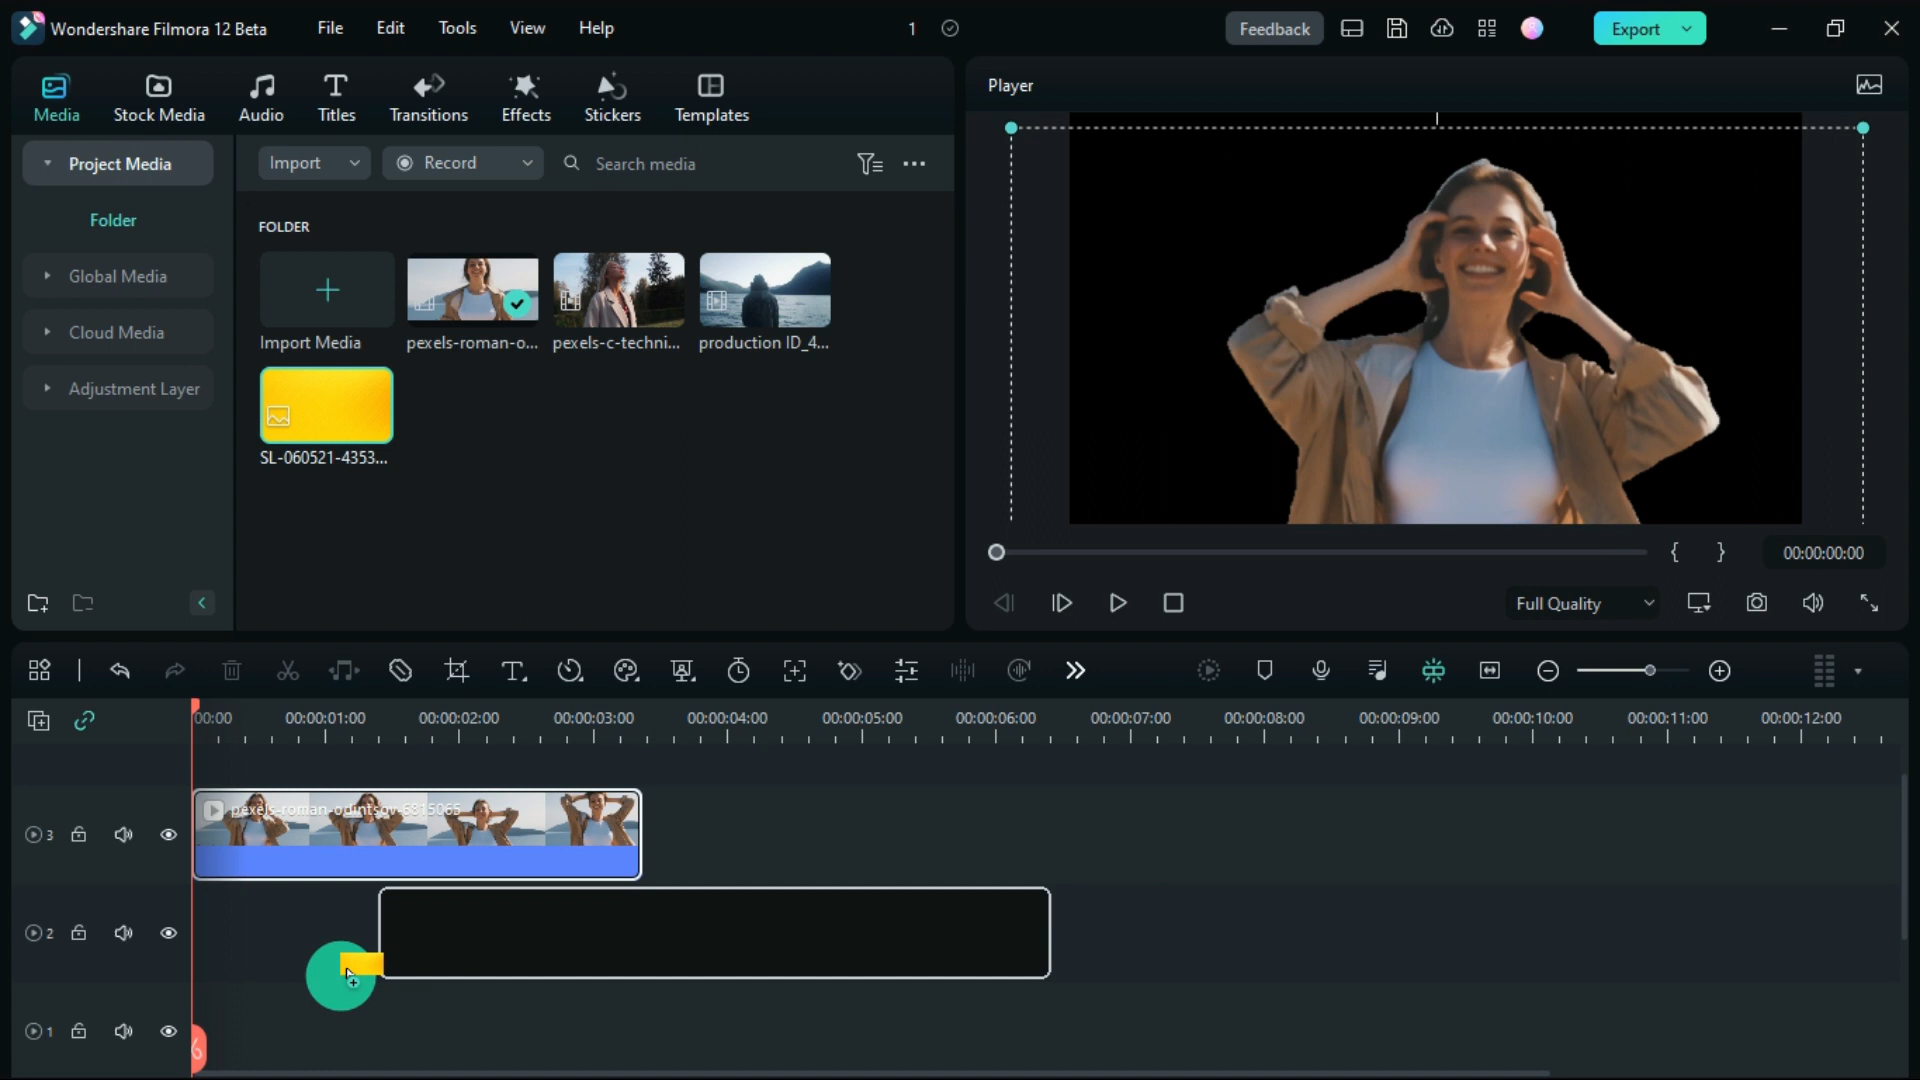 Wondershare Filmora 12 Beta File Edit Tools View Help 1 Feedback Export
Media Stock Media Audio Titles Transitions Effects Stickers Templates
Player
Project Media
Import Record Search media
Folder
FOLDER
Global Media
Cloud Media
Adjustment Layer
Import Media pexels-roman-o... pexels-c-techni... production ID_4...
SL-060521-4353...
{ } 00:00:00:00
Full Quality
00:00 00:00:01:00 00:00:02:00 00:00:03:00 00:00:04:00 00:00:05:00 00:00:06:00 00:00:07:00 00:00:08:00 00:00:09:00 00:00:10:00 00:00:11:00 00:00:12:00
pexels-roman-odintsov-6815065
3
2
1